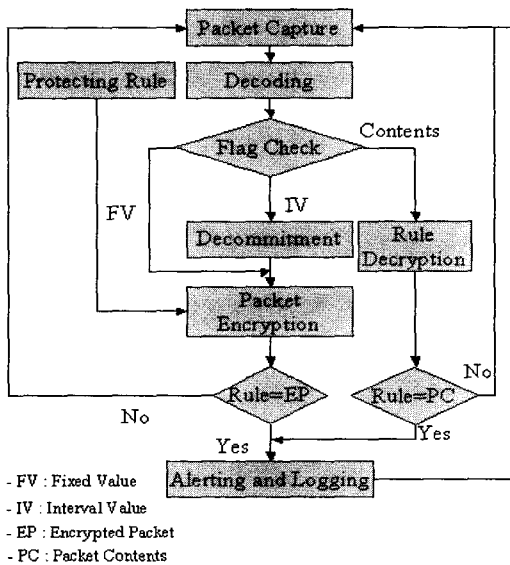 Packet Capture
Protecting Rule
Decoding
Contents
Flag Check
FV
IV
Decommitment
Rule
Decryption
Packet
Encryption
No
Rule=EP
Rule=PC
No
Yes
Yes
Alerting and Logging
- FV : Fixed Value
- IV : Interval Value
- EP : Encrypted Packet
- PC : Packet Contents